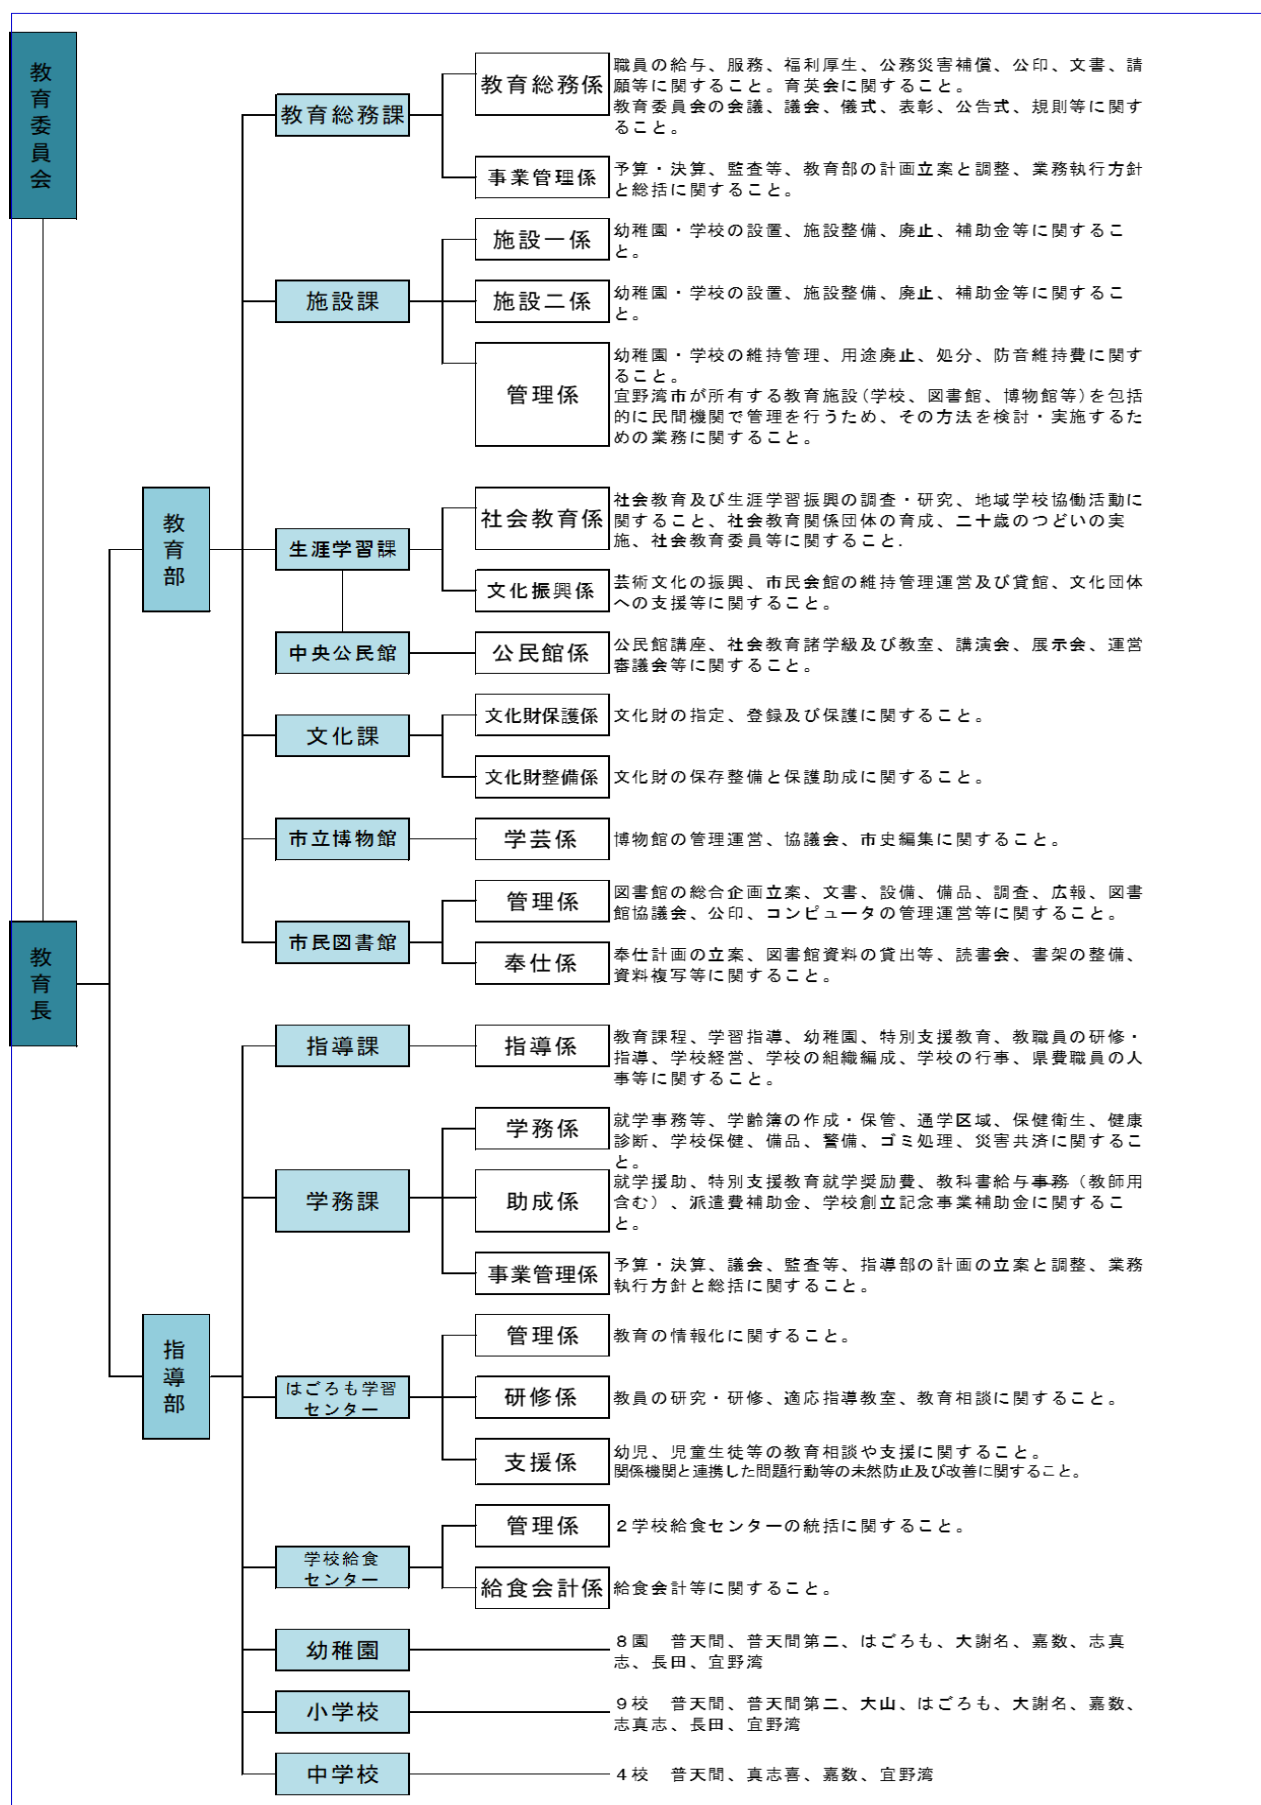 教育委員会
教育総務課
教育総務係
職員の給与、服務、福利厚生、公務災害補償、公印、文書、請
願等に関すること。育英会に関すること。
教育委員会の会議、議会、儀式、表彰、公告式、規則等に関す
ること。
事業管理係
予算・決算、監査等、教育部の計画立案と調整、業務執行方針
と総括に関すること。
施設課
施設一係
幼稚園・学校の設置、施設整備、廃止、補助金等に関するこ
と。
施設二係
幼稚園・学校の設置、施設整備、廃止、補助金等に関するこ
と。
管理係
幼稚園・学校の維持管理、用途廃止、処分、防音維持費に関す
ること。
宜野湾市が所有する教育施設(学校、図書館、博物館等)を包括
的に民間機関で管理を行うため、その方法を検討・実施するた
めの業務に関すること。
教育部
生涯学習課
社会教育係
社会教育及び生涯学習振興の調査・研究、地域学校協働活動に
関すること、社会教育関係団体の育成、二十歳のつどいの実
施、社会教育委員等に関すること.
文化振興係
芸術文化の振興、市民会館の維持管理運営及び貸館、文化団体
への支援等に関すること。
中央公民館
公民館係
公民館講座、社会教育諸学級及び教室、講演会、展示会、運営
審議会等に関すること。
文化課
文化財保護係
文化財の指定、登録及び保護に関すること。
文化財整備係
文化財の保存整備と保護助成に関すること。
市立博物館
学芸係
博物館の管理運営、協議会、市史編集に関すること。
市民図書館
管理係
図書館の総合企画立案、文書、設備、備品、調査、広報、図書
館協議会、公印、コンピュータの管理運営等に関すること。
奉仕係
奉仕計画の立案、図書館資料の貸出等、読書会、書架の整備、
資料複写等に関すること。
教育長
指導課
指導係
教育課程、学習指導、幼稚園、特別支援教育、教職員の研修・
指導、学校経営、学校の組織編成、学校の行事、県費職員の人
事等に関すること。
学務課
学務係
就学事務等、学齢簿の作成・保管、通学区域、保健衛生、健康
診断、学校保健、備品、警備、ゴミ処理、災害共済に関するこ
と。
助成係
就学援助、特別支援教育就学奨励費、教科書給与事務（教師用
含む）、派遣費補助金、学校創立記念事業補助金に関するこ
と。
事業管理係
予算・決算、議会、監査等、指導部の計画の立案と調整、業務
執行方針と総括に関すること。
指導部
はごろも学習
センター
管理係
教育の情報化に関すること。
研修係
教員の研究・研修、適応指導教室、教育相談に関すること。
支援係
幼児、児童生徒等の教育相談や支援に関すること。
関係機関と連携した問題行動等の未然防止及び改善に関すること。
学校給食
センター
管理係
２学校給食センターの統括に関すること。
給食会計係
給食会計等に関すること。
幼稚園
８園　普天間、普天間第二、はごろも、大謝名、嘉数、志真
志、長田、宜野湾
小学校
９校　普天間、普天間第二、大山、はごろも、大謝名、嘉数、
志真志、長田、宜野湾
中学校
４校　普天間、真志喜、嘉数、宜野湾